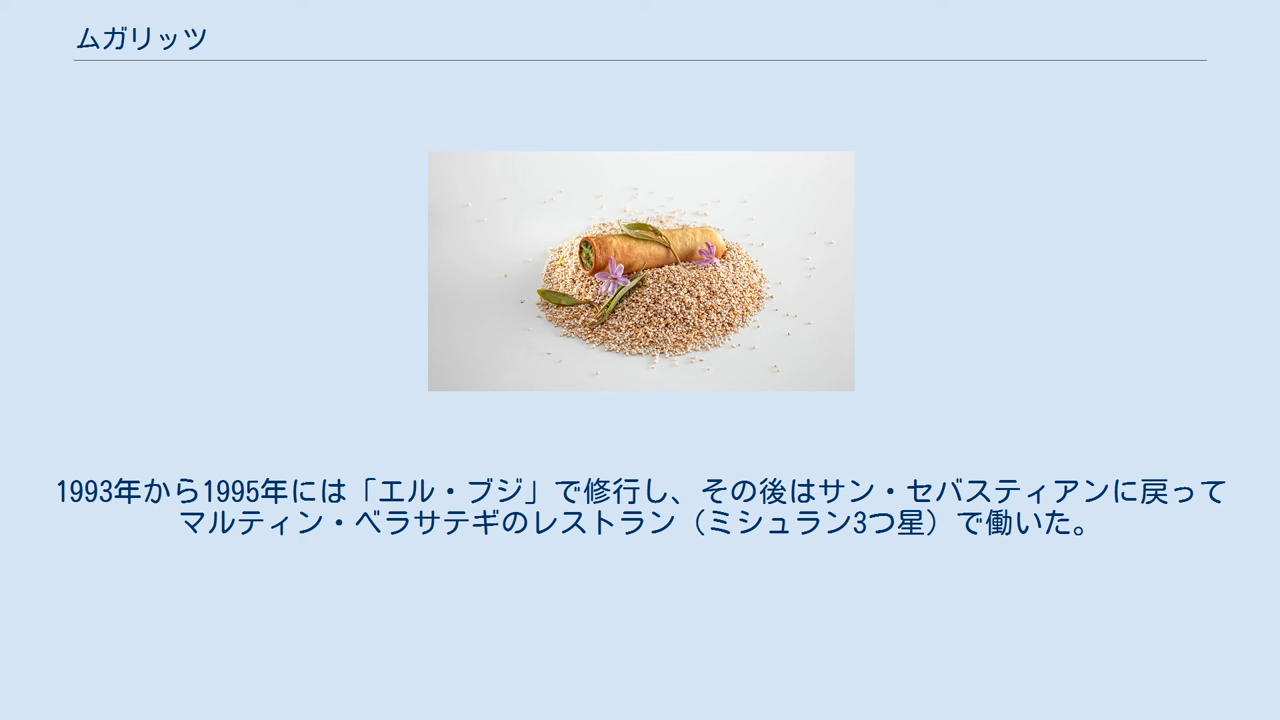 ムガリッツ
1993年から1995年には「エル・ブジ」で修行し、その後はサン・セバスティアンに戻って
マルティン・ベラサテギのレストラン（ミシュラン3つ星）で働いた。